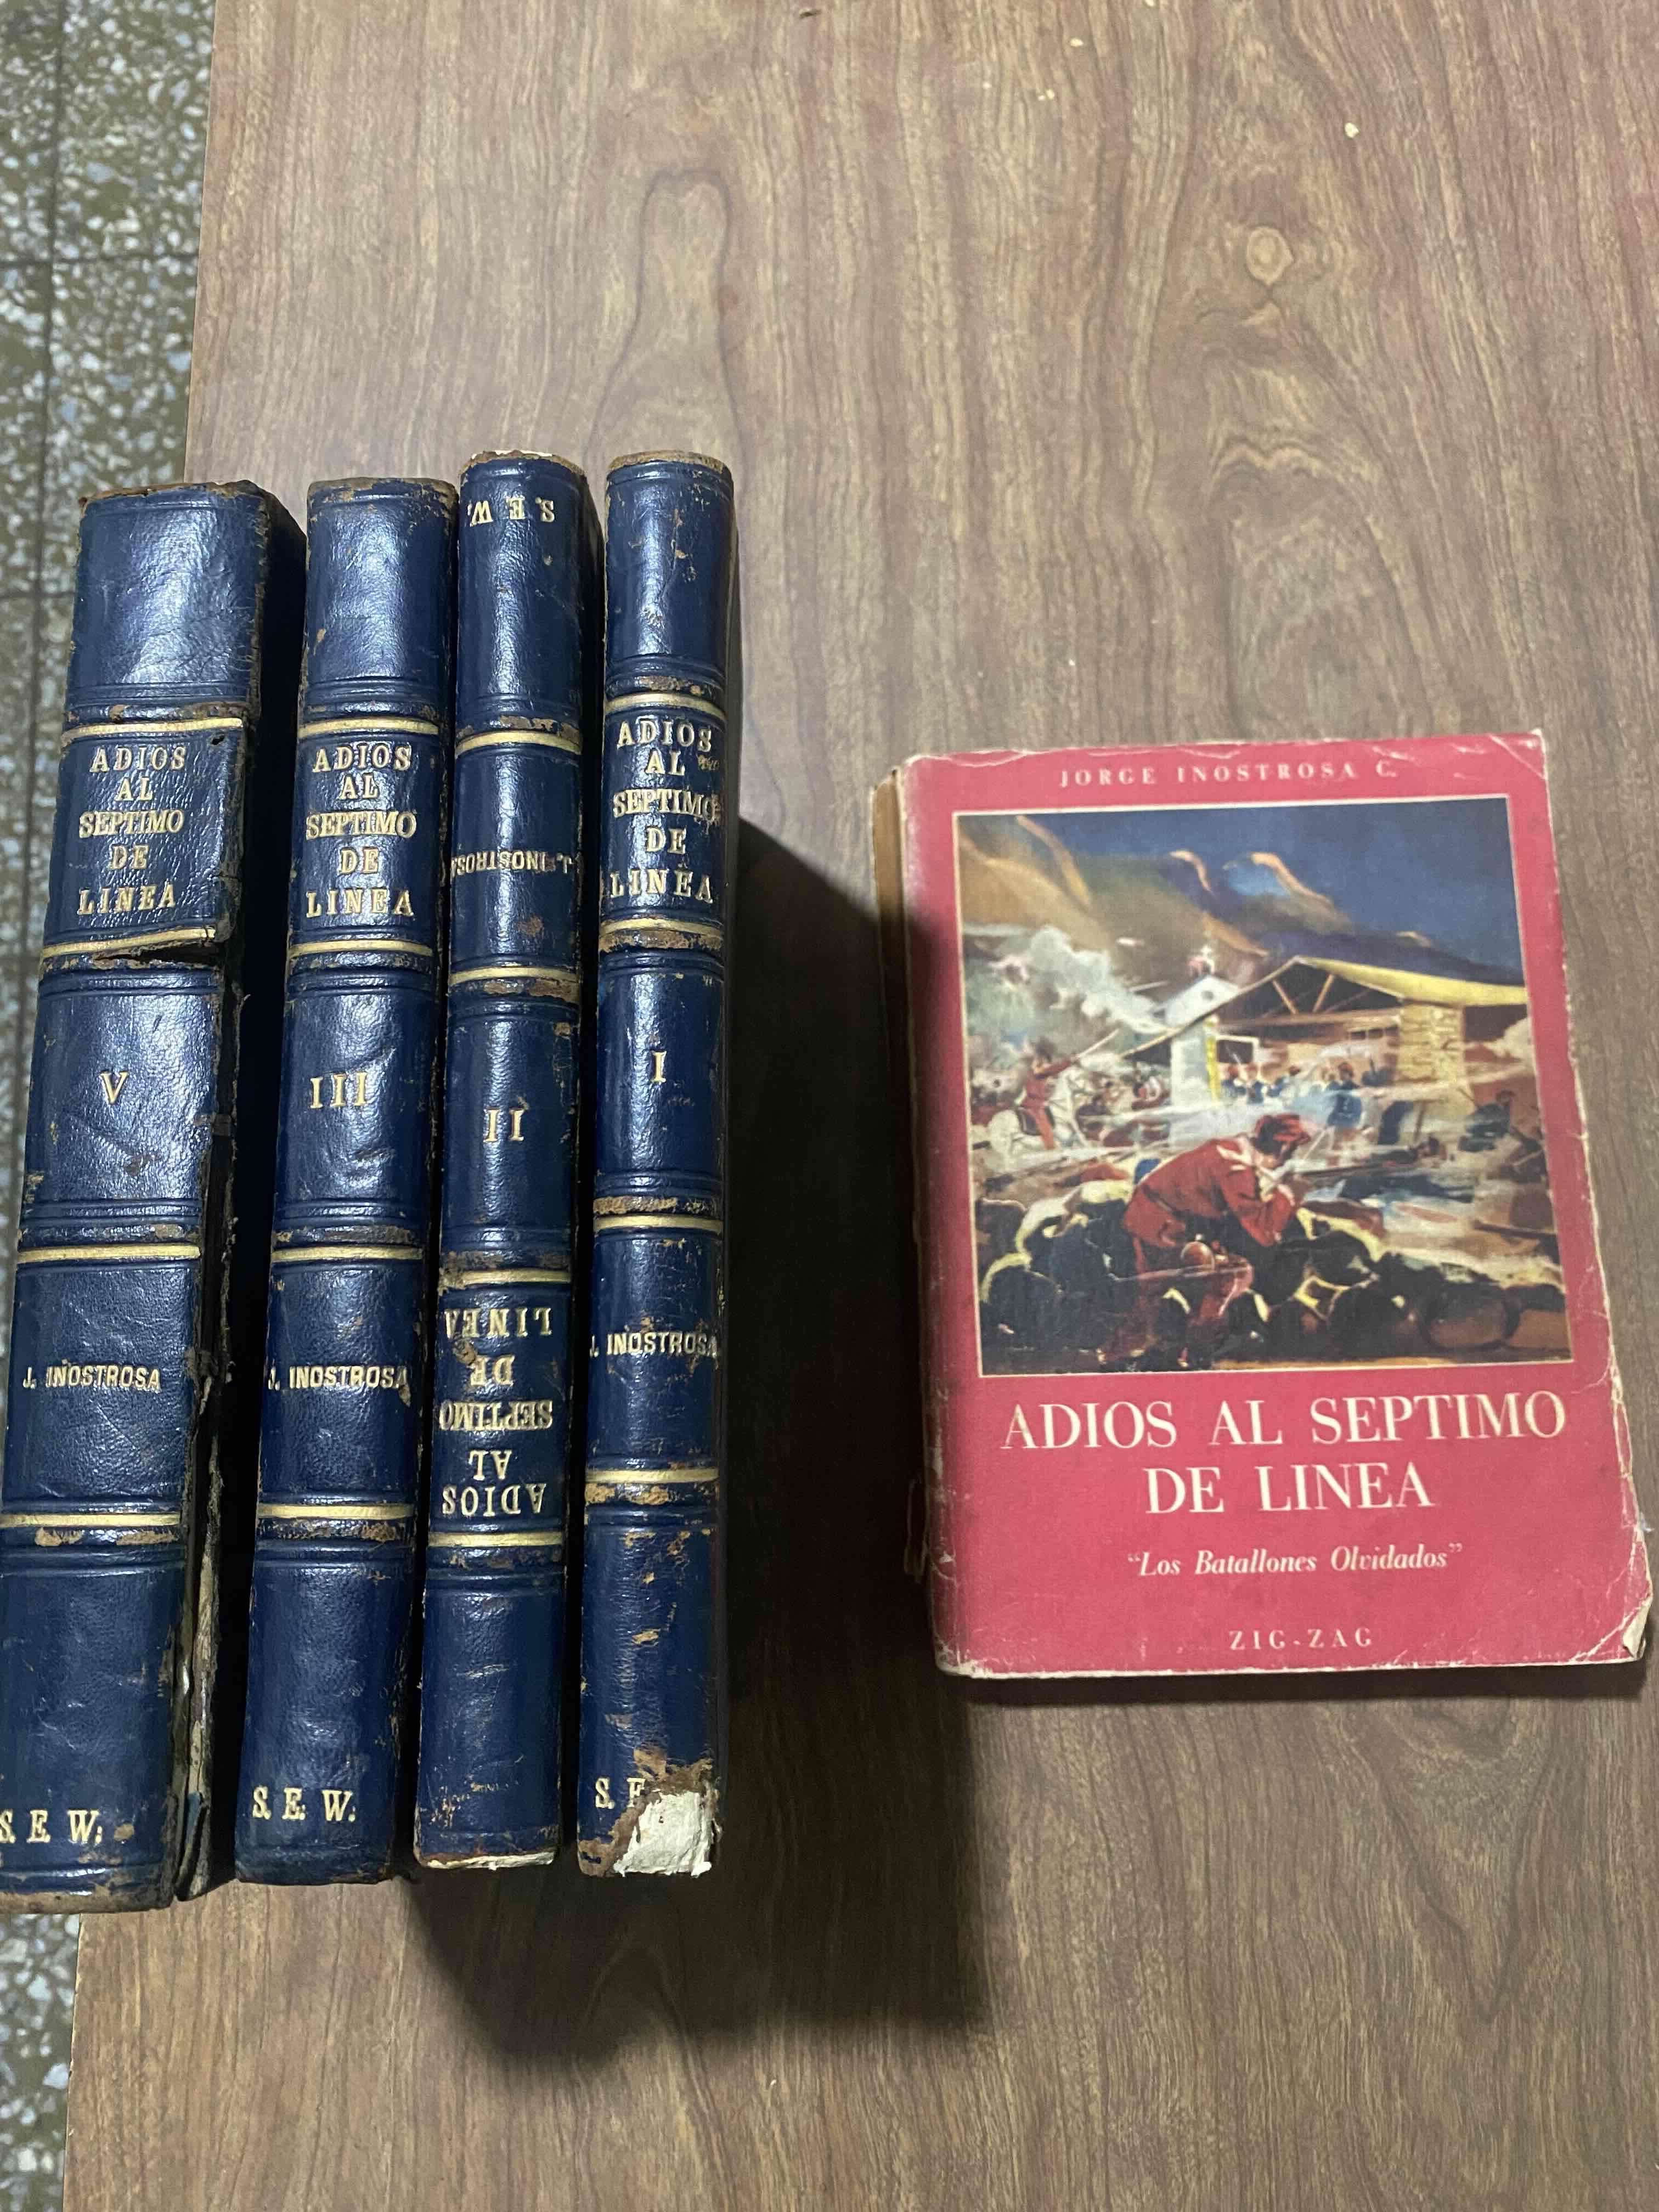 ADIOS
AL
SEPTIMO
DE
LINEA
V
J. INOSTROSA
S. E. W.
ADIOS
AL
SEPTIMO
DE
LINEA
III
J. INOSTROSA
S. E. W.
ADIOS
AL
SEPTIMO
DE
LINEA
II
J. INOSTROSA
S. E. W.
ADIOS
AL
SEPTIMO
DE
LINEA
I
J. INOSTROSA
S. E
JORGE INOSTROSA C.
ADIOS AL SEPTIMO
DE LINEA
"Los Batallones Olvidados"
ZIG-ZAG